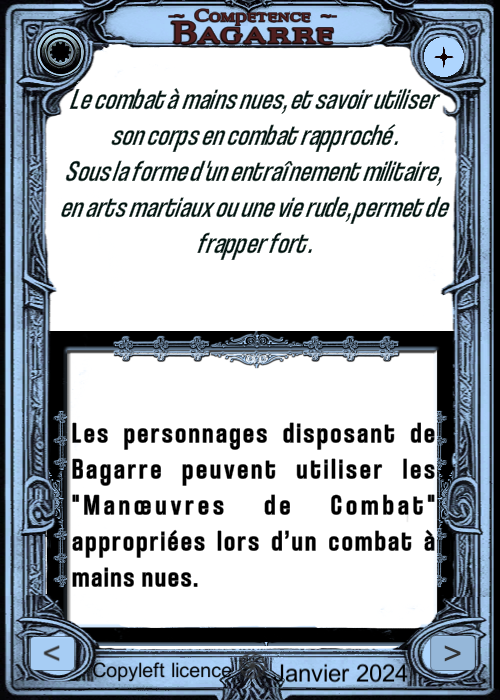 ~ Compétence ~
Bagarre
Le combat à mains nues, et savoir utiliser
son corps en combat rapproché.
Sous la forme d'un entraînement militaire,
en arts martiaux ou une vie rude, permet de
frapper fort.
Les personnages disposant de
Bagarre peuvent utiliser les
"Manœuvres de Combat"
appropriées lors d’un combat à
mains nues.
< >
Copyleft licence Janvier 2024